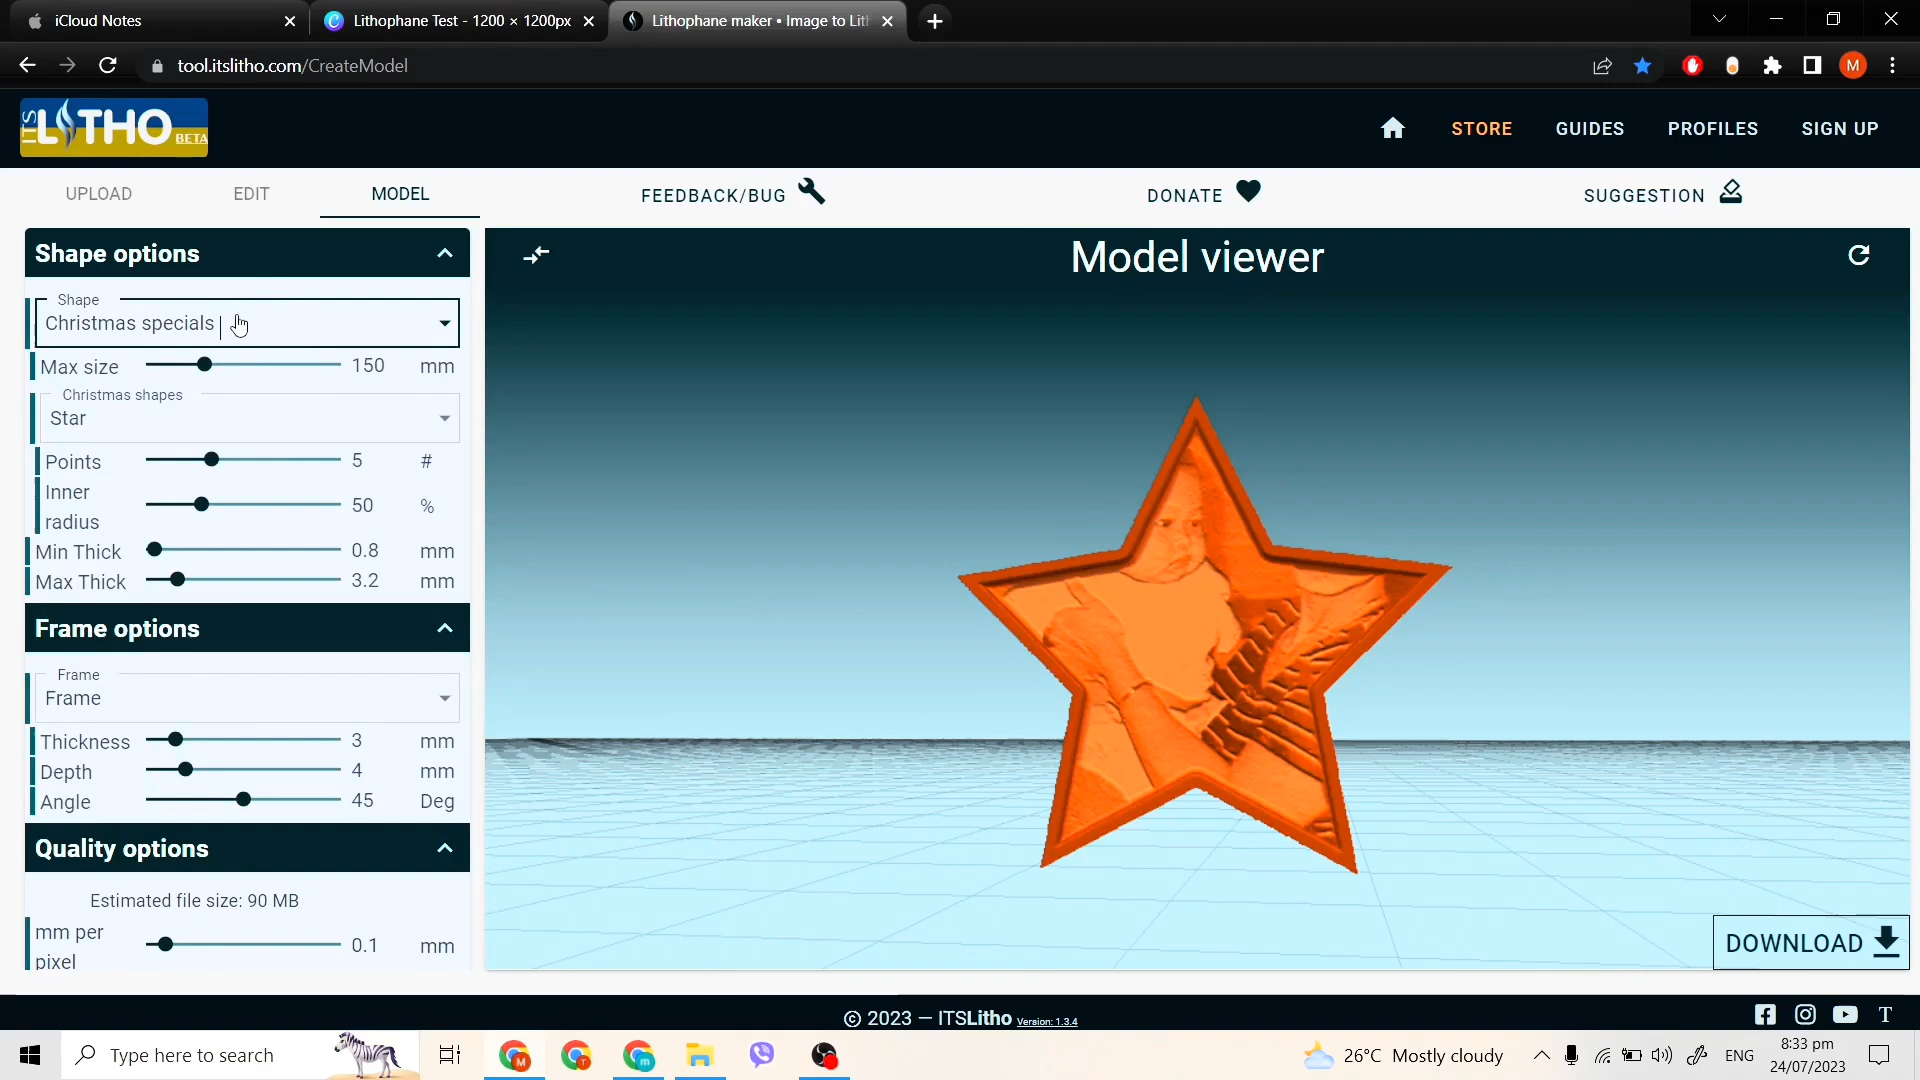 iCloud Notes
Lithophane Test - 1200 × 1200px
Lithophane maker • Image to Lith
tool.itslitho.com/CreateModel
M
ITS LITHO BETA
STORE
GUIDES
PROFILES
SIGN UP
UPLOAD
EDIT
MODEL
FEEDBACK/BUG
DONATE
SUGGESTION
Shape options
Shape
Christmas specials
Max size 150 mm
Christmas shapes
Star
Points 5 #
Inner
radius 50 %
Min Thick 0.8 mm
Max Thick 3.2 mm
Frame options
Frame
Frame
Thickness 3 mm
Depth 4 mm
Angle 45 Deg
Quality options
Estimated file size: 90 MB
mm per
pixel 0.1 mm
Model viewer
DOWNLOAD
© 2023 — ITSLitho Version: 1.3.4
Type here to search
M
T
m
26°C Mostly cloudy
ENG
8:33 pm
24/07/2023